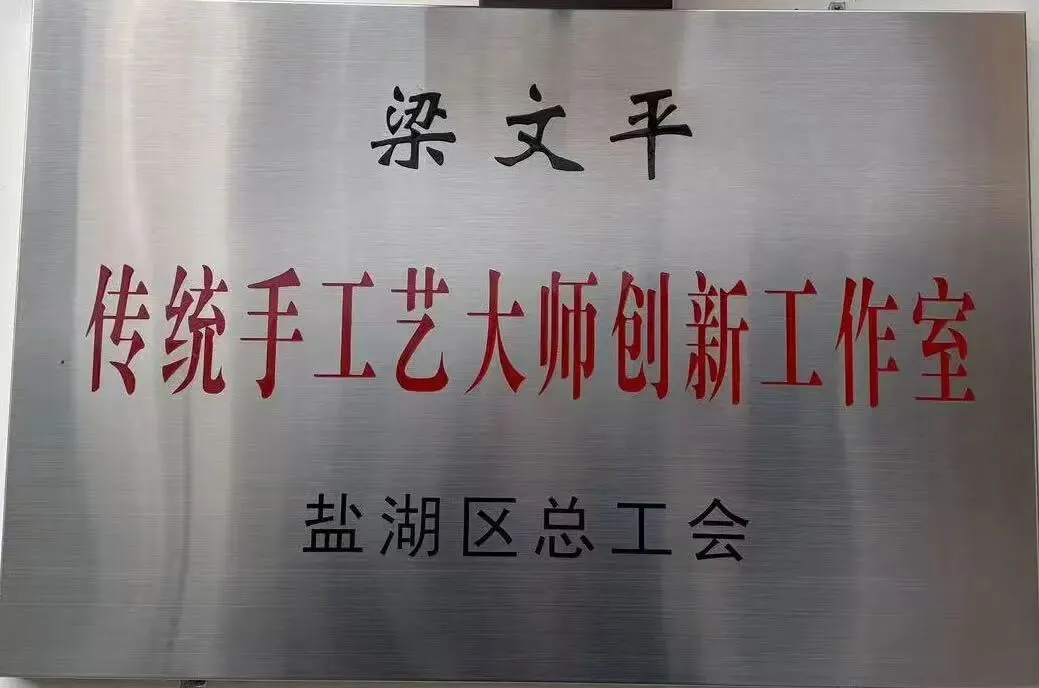 梁文平
传统手工艺大师创新工作室
盐湖区总工会